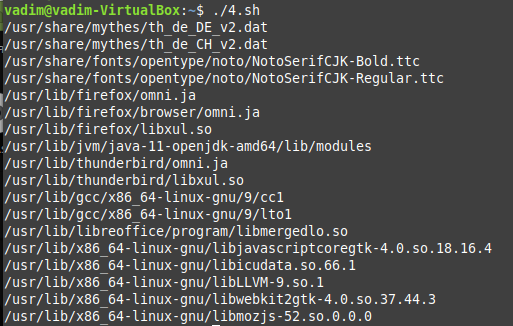 vadim@vadim-VirtualBox:~$ ./4.sh
/usr/share/mythes/th_de_DE_v2.dat
/usr/share/mythes/th_de_CH_v2.dat
/usr/share/fonts/opentype/noto/NotoSerifCJK-Bold.ttc
/usr/share/fonts/opentype/noto/NotoSerifCJK-Regular.ttc
/usr/lib/firefox/omni.ja
/usr/lib/firefox/browser/omni.ja
/usr/lib/firefox/libxul.so
/usr/lib/jvm/java-11-openjdk-amd64/lib/modules
/usr/lib/thunderbird/omni.ja
/usr/lib/thunderbird/libxul.so
/usr/lib/gcc/x86_64-linux-gnu/9/cc1
/usr/lib/gcc/x86_64-linux-gnu/9/lto1
/usr/lib/libreoffice/program/libmergedlo.so
/usr/lib/x86_64-linux-gnu/libjavascriptcoregtk-4.0.so.18.16.4
/usr/lib/x86_64-linux-gnu/libicudata.so.66.1
/usr/lib/x86_64-linux-gnu/libLLVM-9.so.1
/usr/lib/x86_64-linux-gnu/libwebkit2gtk-4.0.so.37.44.3
/usr/lib/x86_64-linux-gnu/libmozjs-52.so.0.0.0